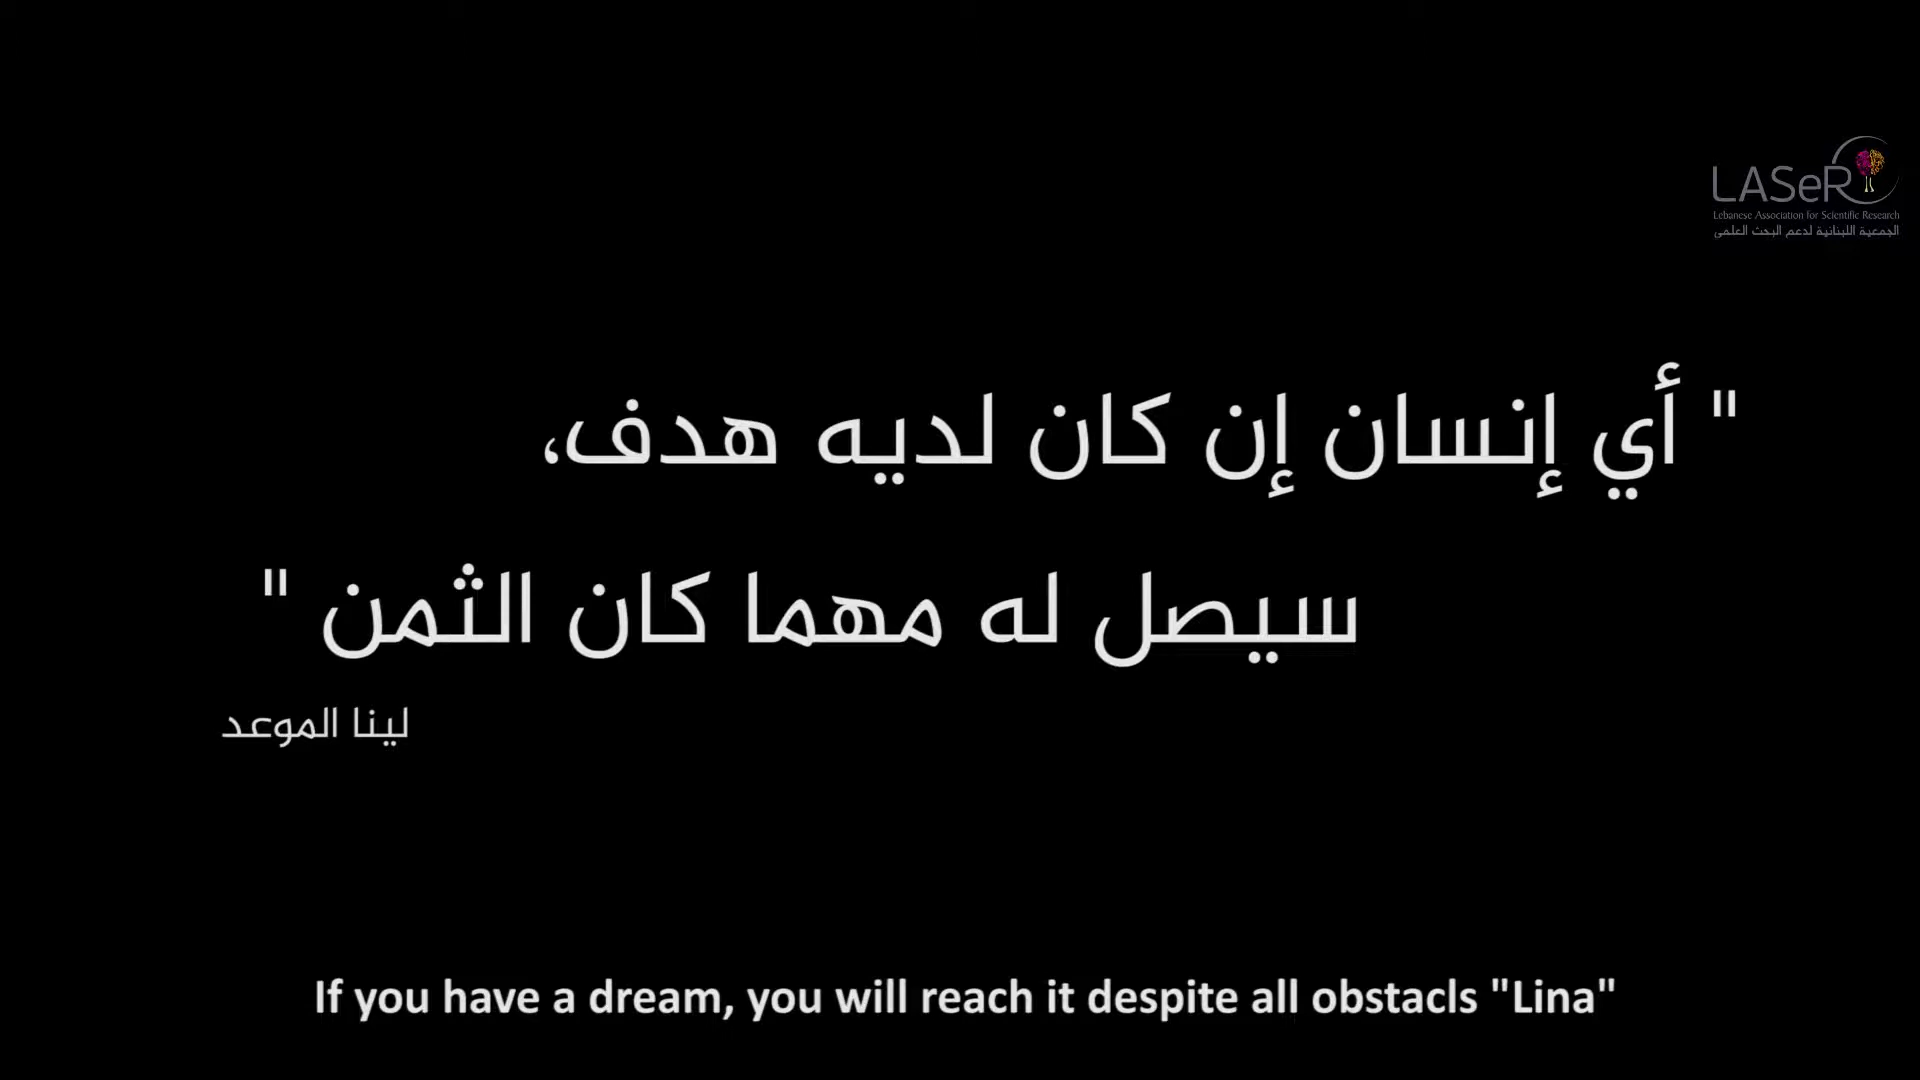 LASeR
Lebanese Association for Scientific Research
الجمعية اللبنانية لدعم البحث العلمي
" أي إنسان إن كان لديه هدف،
سيصل له مهما كان الثمن "
لينا الموعد
If you have a dream, you will reach it despite all obstacls "Lina"